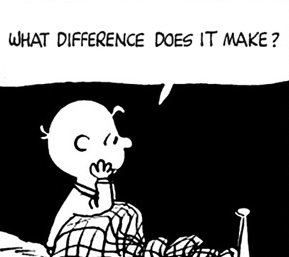 WHAT DIFFERENCE DOES IT MAKE?